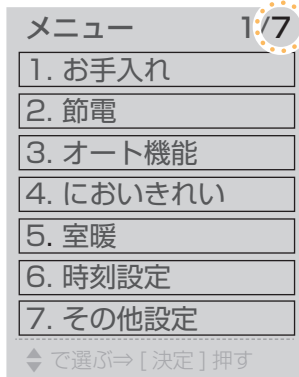 メニュー 1/7
1. お手入れ
2. 節電
3. オート機能
4. においきれい
5. 室暖
6. 時刻設定
7. その他設定
で選ぶ⇒ [ 決定 ] 押す